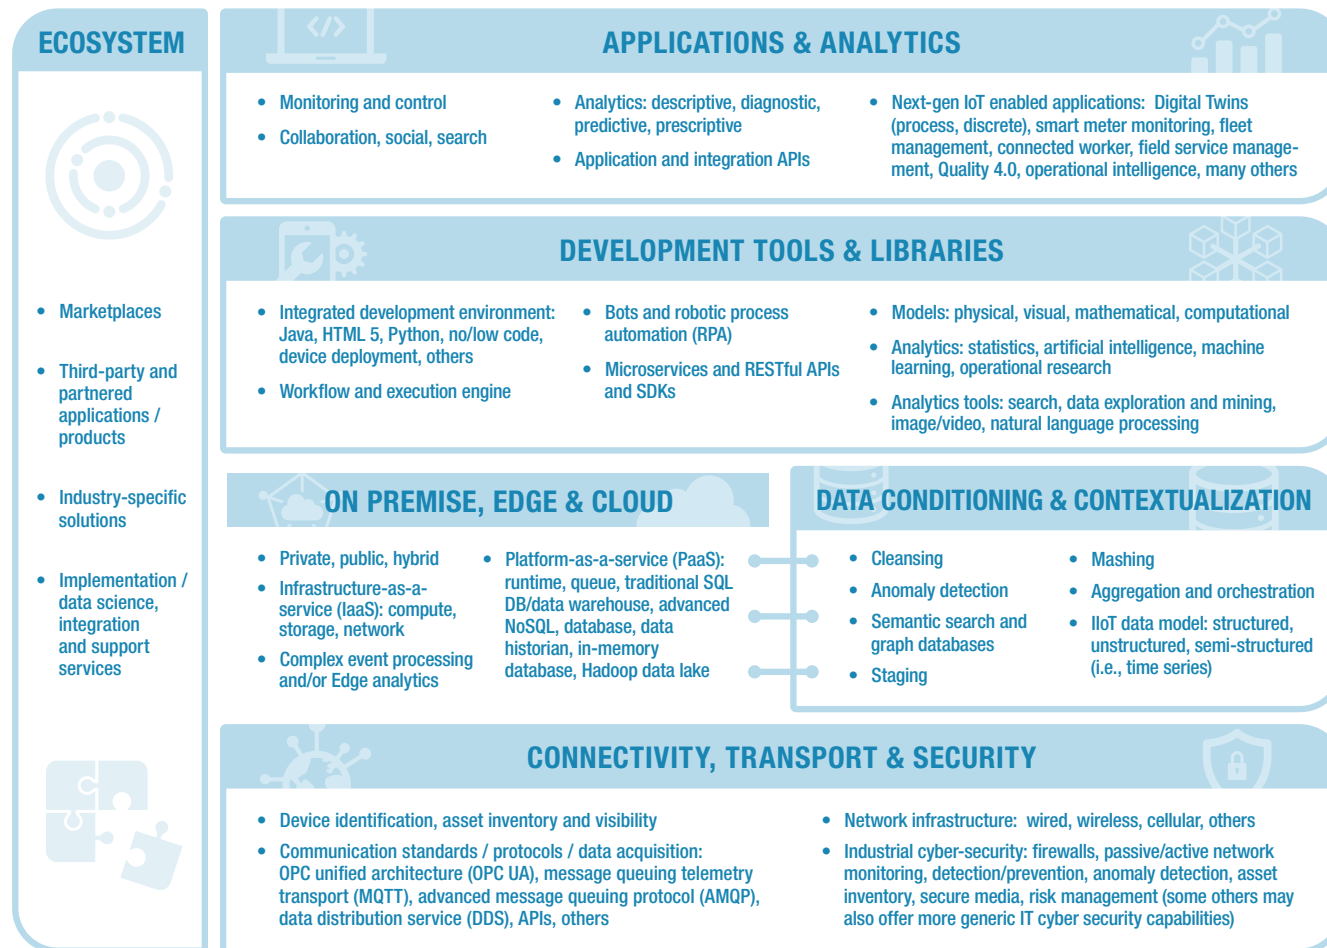 ECOSYSTEM
• Marketplaces
• Third-party and
partnered
applications /
products
• Industry-specific
solutions
• Implementation /
data science,
integration
and support
services
APPLICATIONS & ANALYTICS
• Monitoring and control
• Collaboration, social, search
• Analytics: descriptive, diagnostic,
predictive, prescriptive
• Application and integration APIs
• Next-gen IoT enabled applications: Digital Twins
(process, discrete), smart meter monitoring, fleet
management, connected worker, field service manage-
ment, Quality 4.0, operational intelligence, many others
DEVELOPMENT TOOLS & LIBRARIES
• Integrated development environment:
Java, HTML 5, Python, no/low code,
device deployment, others
• Workflow and execution engine
• Bots and robotic process
automation (RPA)
• Microservices and RESTful APIs
and SDKs
• Models: physical, visual, mathematical, computational
• Analytics: statistics, artificial intelligence, machine
learning, operational research
• Analytics tools: search, data exploration and mining,
image/video, natural language processing
ON PREMISE, EDGE & CLOUD
• Private, public, hybrid
• Infrastructure-as-a-
service (IaaS): compute,
storage, network
• Complex event processing
and/or Edge analytics
• Platform-as-a-service (PaaS):
runtime, queue, traditional SQL
DB/data warehouse, advanced
NoSQL, database, data
historian, in-memory
database, Hadoop data lake
DATA CONDITIONING & CONTEXTUALIZATION
• Cleansing
• Anomaly detection
• Semantic search and
graph databases
• Staging
• Mashing
• Aggregation and orchestration
• IIoT data model: structured,
unstructured, semi-structured
(i.e., time series)
CONNECTIVITY, TRANSPORT & SECURITY
• Device identification, asset inventory and visibility
• Communication standards / protocols / data acquisition:
OPC unified architecture (OPC UA), message queuing telemetry
transport (MQTT), advanced message queuing protocol (AMQP),
data distribution service (DDS), APIs, others
• Network infrastructure: wired, wireless, cellular, others
• Industrial cyber-security: firewalls, passive/active network
monitoring, detection/prevention, anomaly detection, asset
inventory, secure media, risk management (some others may
also offer more generic IT cyber security capabilities)